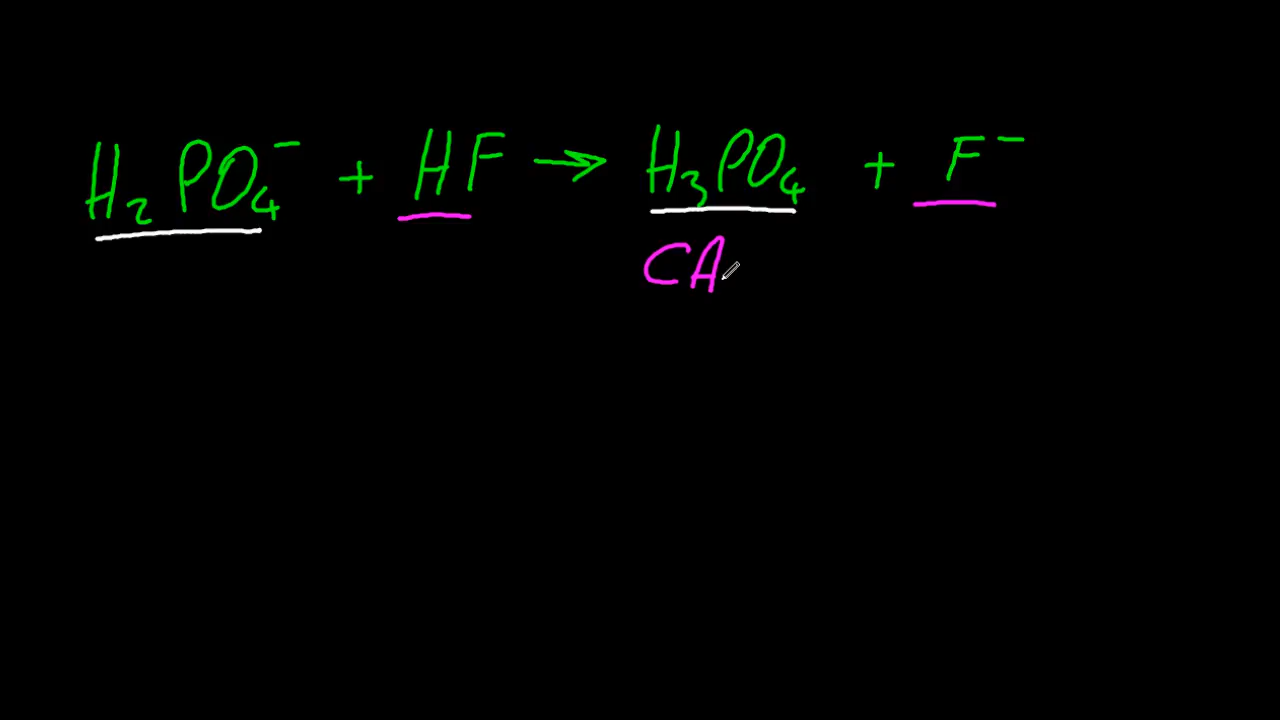 H₂PO₄⁻ + HF → H₃PO₄ + F⁻
CA